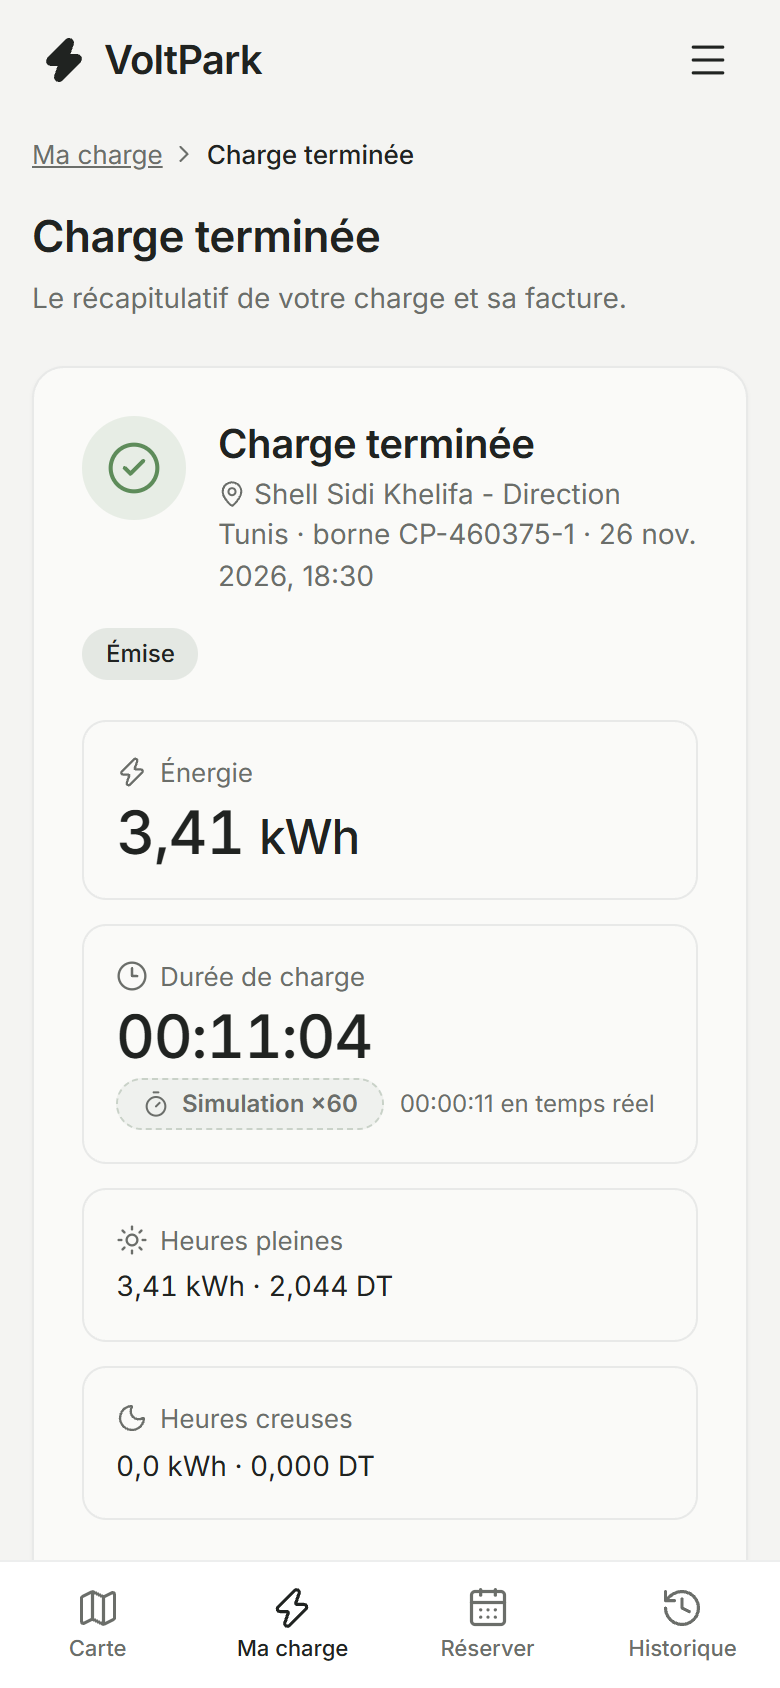 VoltPark
Ma charge > Charge terminée
Charge terminée
Le récapitulatif de votre charge et sa facture.
Charge terminée
Shell Sidi Khelifa - Direction
Tunis · borne CP-460375-1 · 26 nov.
2026, 18:30
Émise
Énergie
3,41 kWh
Durée de charge
00:11:04
Simulation ×60 00:00:11 en temps réel
Heures pleines
3,41 kWh · 2,044 DT
Heures creuses
0,0 kWh · 0,000 DT
Carte Ma charge Réserver Historique